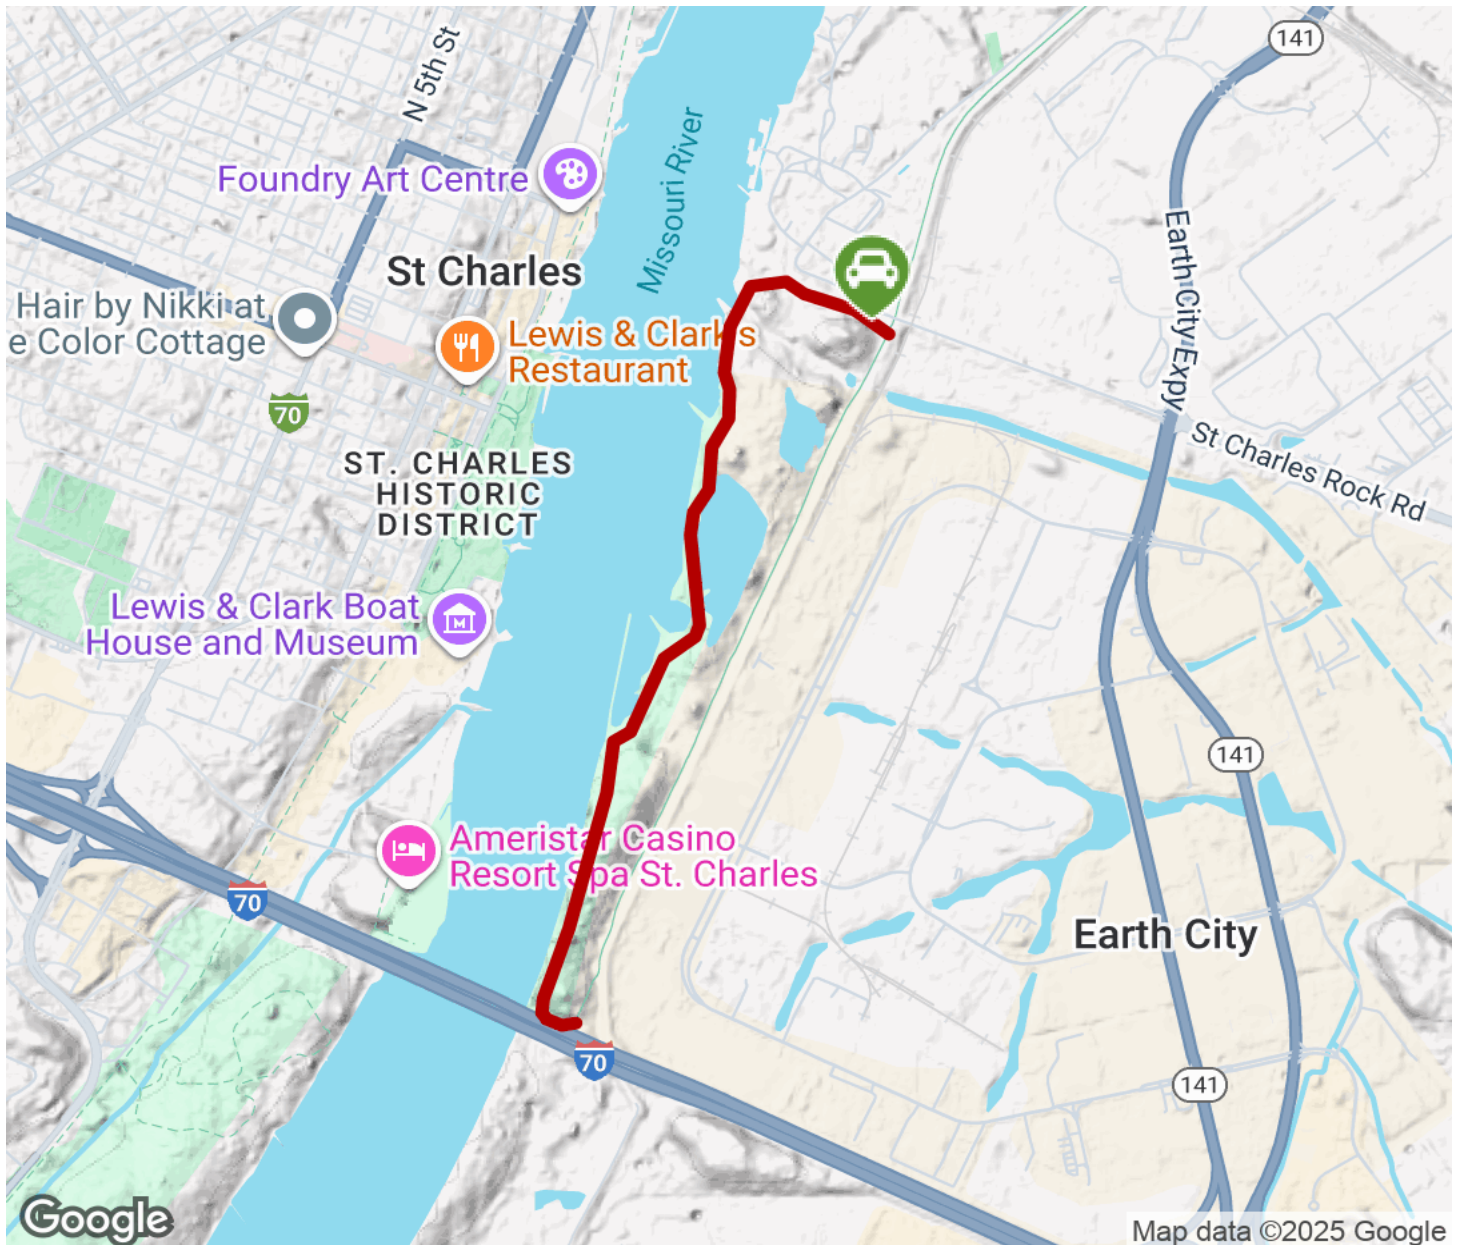 141
N 5th St
Missouri River
Foundry Art Centre
Earth City Expy
St Charles
Hair by Nikki at
e Color Cottage
Lewis & Clark's
Restaurant
70
ST. CHARLES
HISTORIC
DISTRICT
St Charles Rock Rd
Lewis & Clark Boat
House and Museum
141
Ameristar Casino
Resort Spa St. Charles
70
Earth City
70
141
Google
Map data ©2025 Google